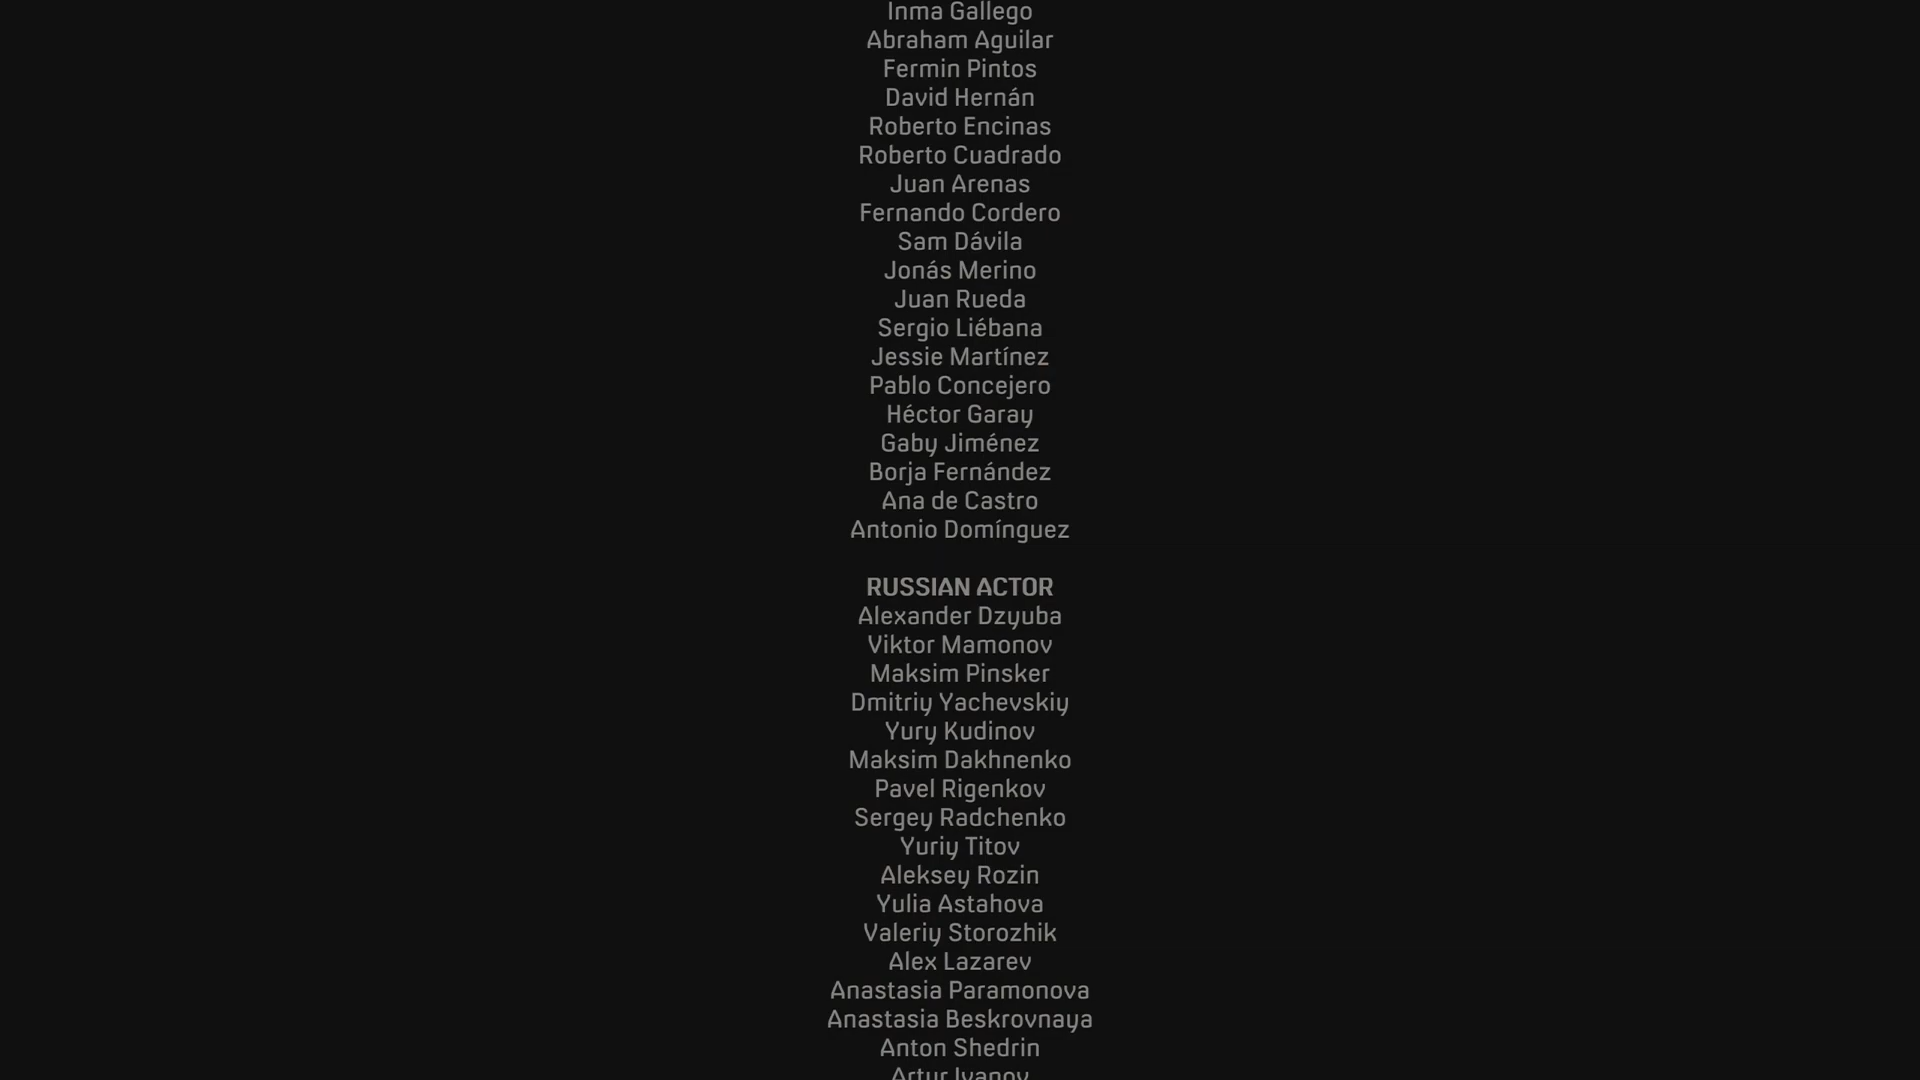 Inma Gallego
Abraham Aguilar
Fermin Pintos
David Hernán
Roberto Encinas
Roberto Cuadrado
Juan Arenas
Fernando Cordero
Sam Dávila
Jonás Merino
Juan Rueda
Sergio Liébana
Jessie Martínez
Pablo Concejero
Héctor Garay
Gaby Jiménez
Borja Fernández
Ana de Castro
Antonio Domínguez
RUSSIAN ACTOR
Alexander Dzyuba
Viktor Mamonov
Maksim Pinsker
Dmitriy Yachevskiy
Yury Kudinov
Maksim Dakhnenko
Pavel Rigenkov
Sergey Radchenko
Yuriy Titov
Aleksey Rozin
Yulia Astahova
Valeriy Storozhik
Alex Lazarev
Anastasia Paramonova
Anastasia Beskrovnaya
Anton Shedrin
Artur Ivanov